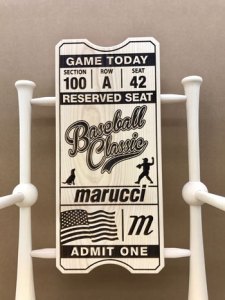 GAME TODAY
SECTION ROW SEAT
100 A 42
RESERVED SEAT
Baseball
Classic
marucci
m
ADMIT ONE